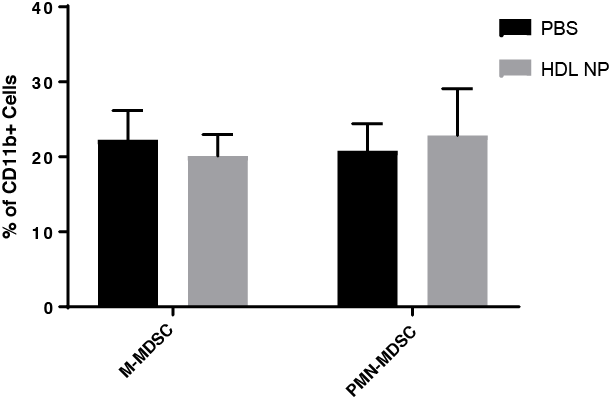 40
30
20
10
0
% of CD11b+ Cells
M-MDSC
PMN-MDSC
PBS
HDL NP